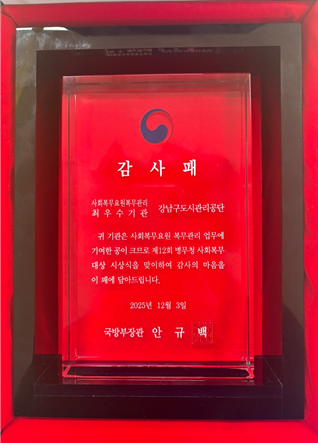 감 사 패
사회복무요원복무관리
최 우 수 기 관 강남구도시관리공단
귀 기관은 사회복무요원 복무관리 업무에
기여한 공이 크므로 제12회 병무청 사회복무
대상 시상식을 맞이하여 감사의 마음을
이 패에 담아드립니다.
2025년 12월 3일
국방부장관 안 규 백